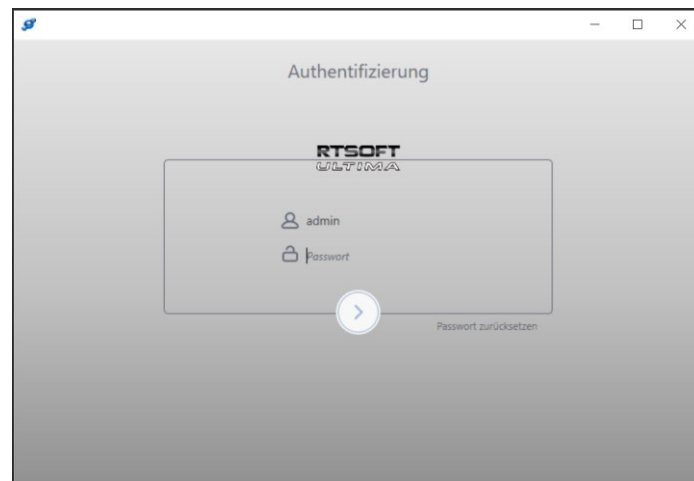 Authentifizierung
RTSOFT
ULTIMA
admin
Passwort
Passwort zurücksetzen